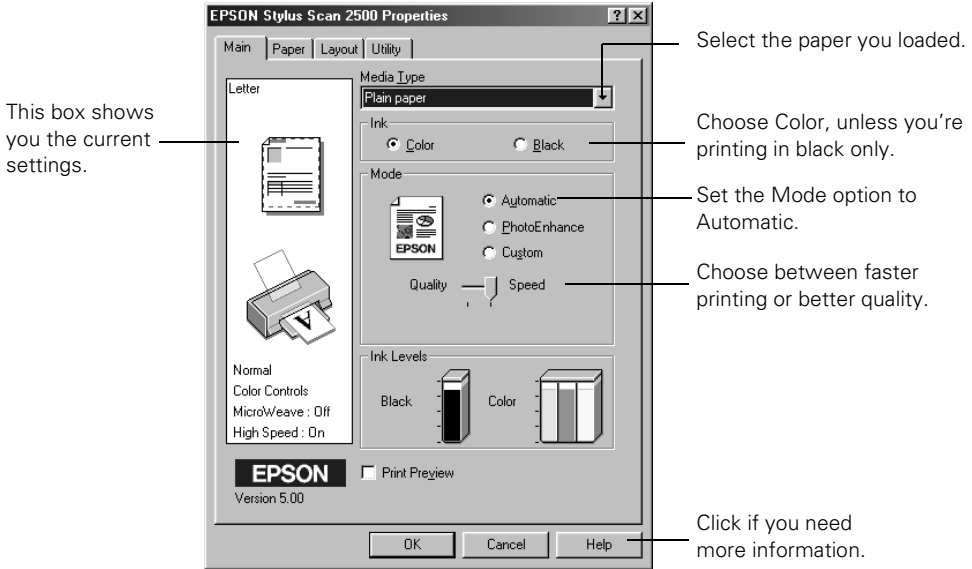 EPSON Stylus Scan 2500 Properties
Main Paper Layout Utility
Letter
Media Type
Plain paper
Ink
Color Black
Mode
Automatic
PhotoEnhance
Custom
EPSON
Quality Speed
Ink Levels
Black Color
Normal
Color Controls
MicroWeave : Off
High Speed : On
EPSON
Version 5.00
Print Preview
OK Cancel Help
This box shows
you the current
settings.
Select the paper you loaded.
Choose Color, unless you’re
printing in black only.
Set the Mode option to
Automatic.
Choose between faster
printing or better quality.
Click if you need
more information.